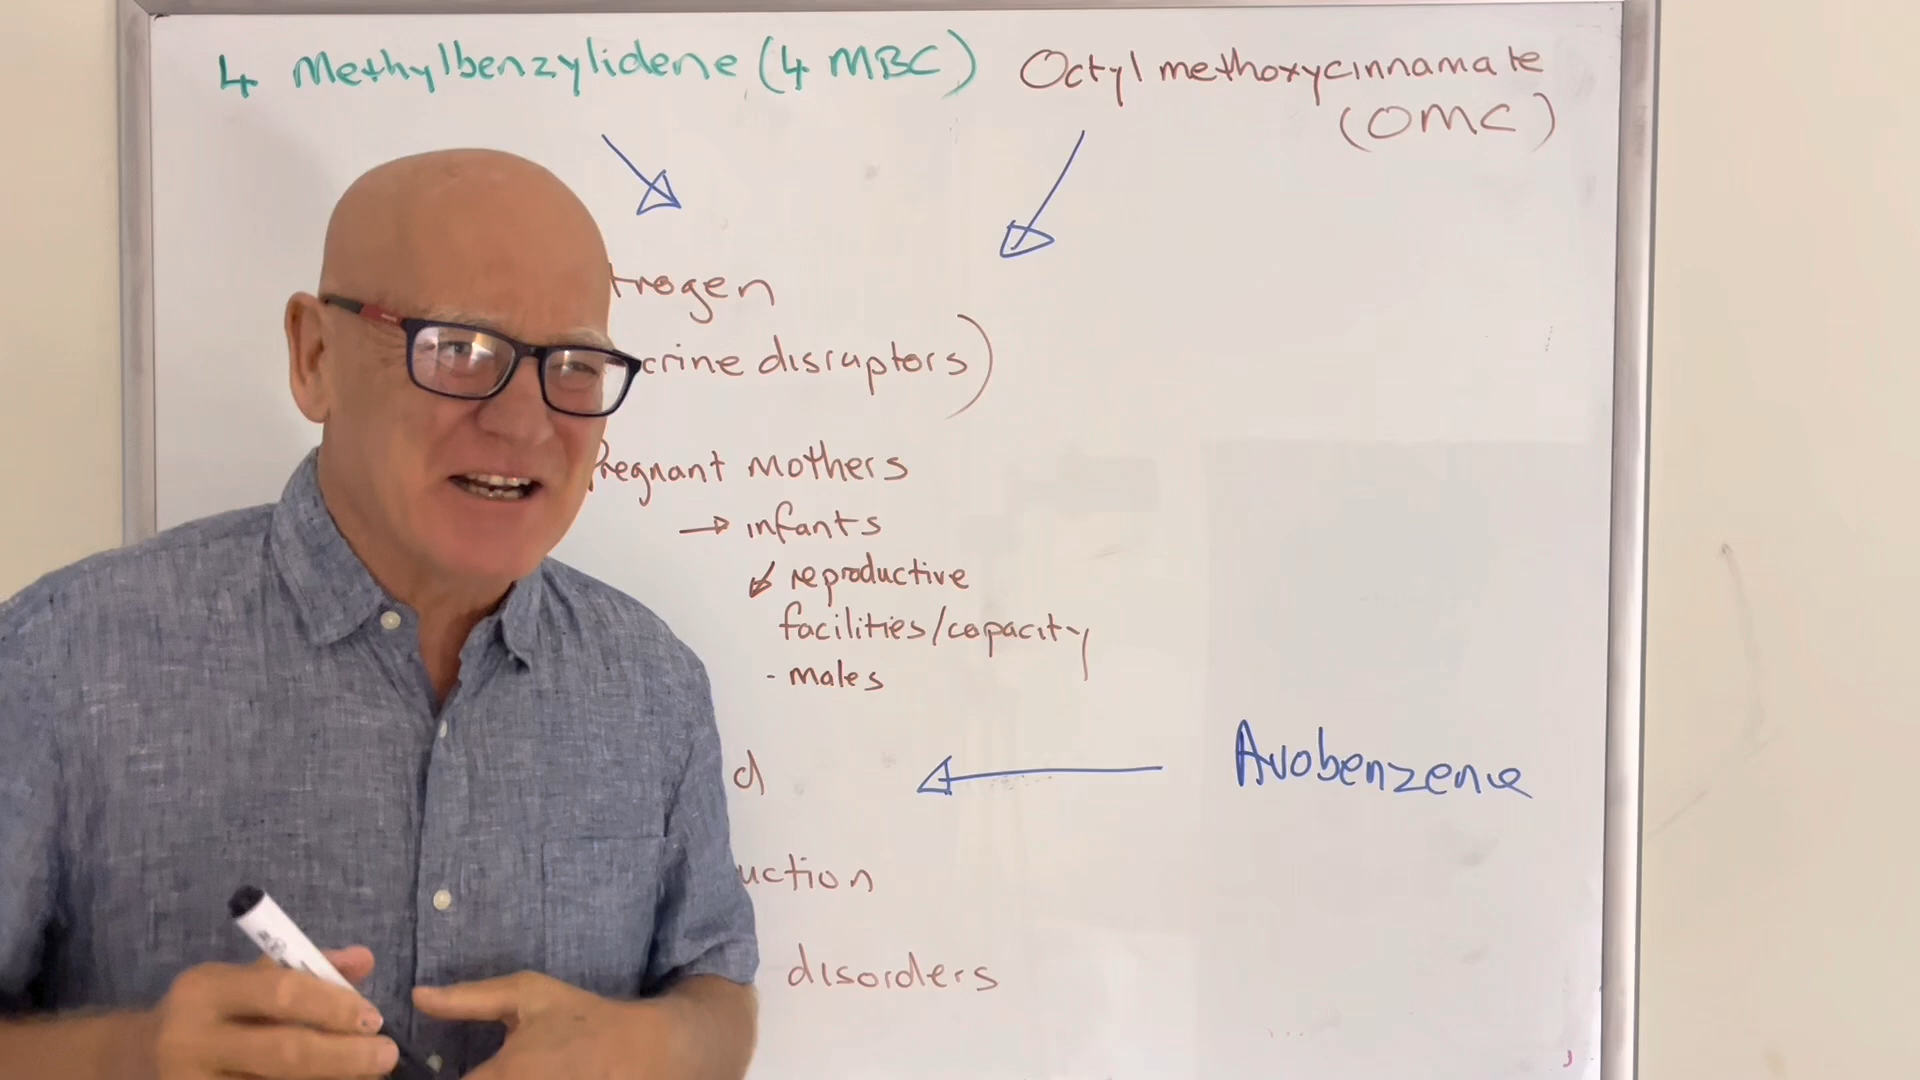 4 Methylbenzylidene (4 MBC)
Octyl methoxycinnamate
(OMC)
trogen
crine disruptors)
Pregnant mothers
→ infants
↙ reproductive
facilities/capacity
- males
d
Avobenzene
uction
disorders